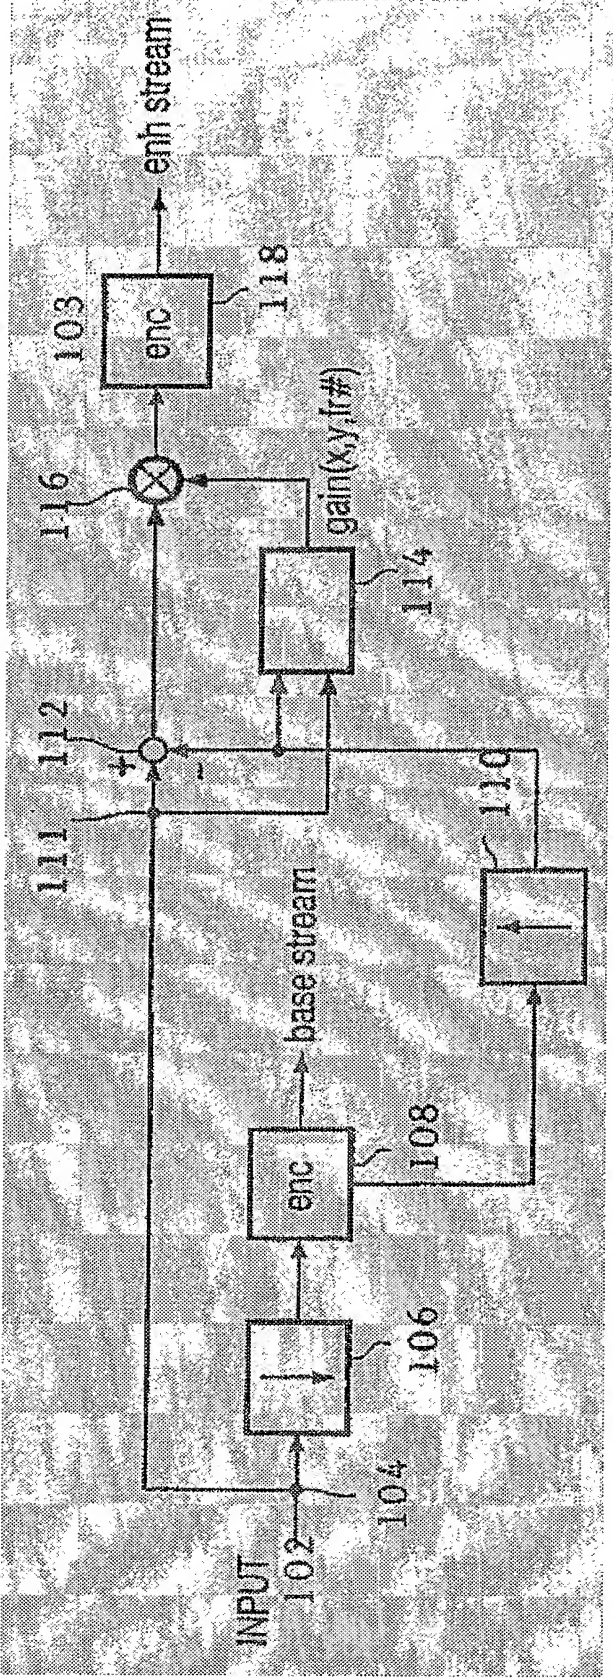 INPUT
102
104
106
enc
108
base stream
110
111
112
+
-
114
gain(x,y,fr#)
116
103
enc
118
enh stream